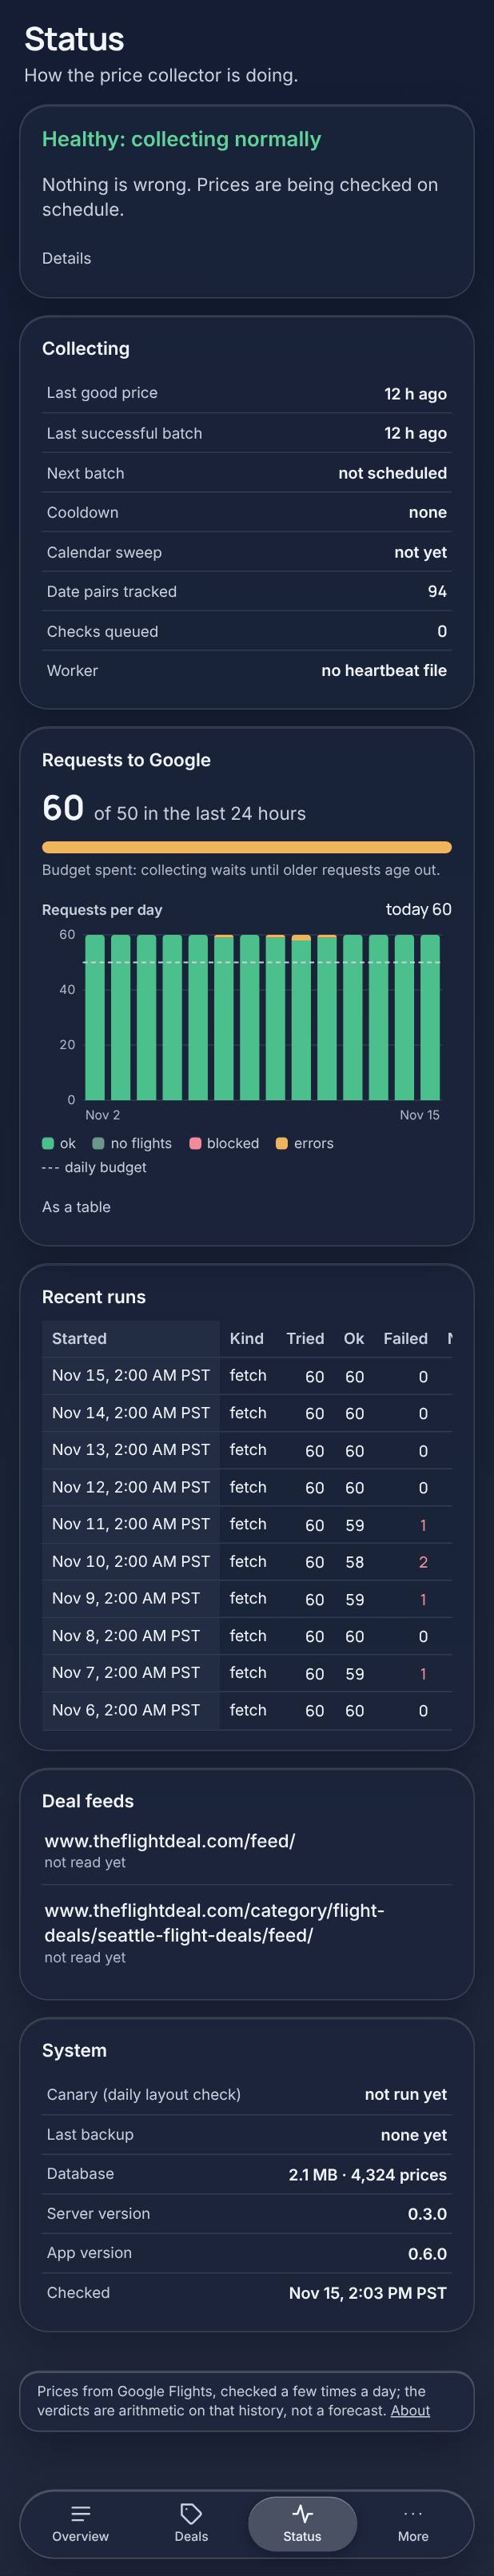 Status
How the price collector is doing.
Healthy: collecting normally
Nothing is wrong. Prices are being checked on
schedule.
Details
Collecting
Last good price 12 h ago
Last successful batch 12 h ago
Next batch not scheduled
Cooldown none
Calendar sweep not yet
Date pairs tracked 94
Checks queued 0
Worker no heartbeat file
Requests to Google
60 of 50 in the last 24 hours
Budget spent: collecting waits until older requests age out.
Requests per day today 60
60
40
20
0
Nov 2 Nov 15
ok no flights blocked errors
daily budget
As a table
Recent runs
Started Kind Tried Ok Failed
Nov 15, 2:00 AM PST fetch 60 60 0
Nov 14, 2:00 AM PST fetch 60 60 0
Nov 13, 2:00 AM PST fetch 60 60 0
Nov 12, 2:00 AM PST fetch 60 60 0
Nov 11, 2:00 AM PST fetch 60 59 1
Nov 10, 2:00 AM PST fetch 60 58 2
Nov 9, 2:00 AM PST fetch 60 59 1
Nov 8, 2:00 AM PST fetch 60 60 0
Nov 7, 2:00 AM PST fetch 60 59 1
Nov 6, 2:00 AM PST fetch 60 60 0
Deal feeds
www.theflightdeal.com/feed/
not read yet
www.theflightdeal.com/category/flight-
deals/seattle-flight-deals/feed/
not read yet
System
Canary (daily layout check) not run yet
Last backup none yet
Database 2.1 MB · 4,324 prices
Server version 0.3.0
App version 0.6.0
Checked Nov 15, 2:03 PM PST
Prices from Google Flights, checked a few times a day; the
verdicts are arithmetic on that history, not a forecast. About
Overview Deals Status More